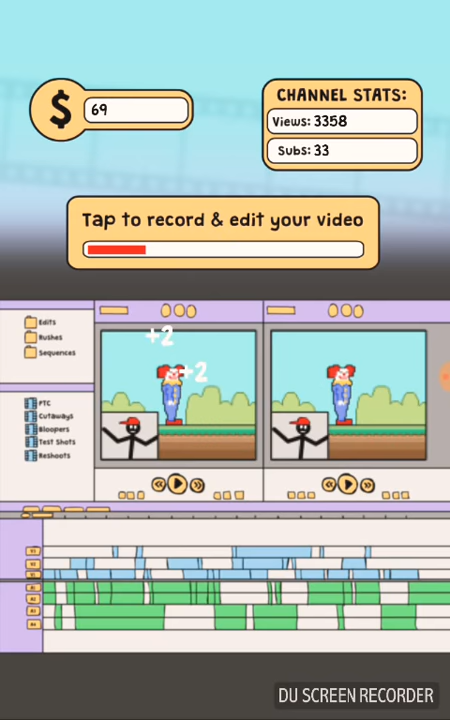 $ 69
CHANNEL STATS:
Views: 3358
Subs: 33
Tap to record & edit your video
Edits
Rushes
Sequences
+2
+2
PTC
Cutaways
Bloopers
Test Shots
Reshoots
DU SCREEN RECORDER